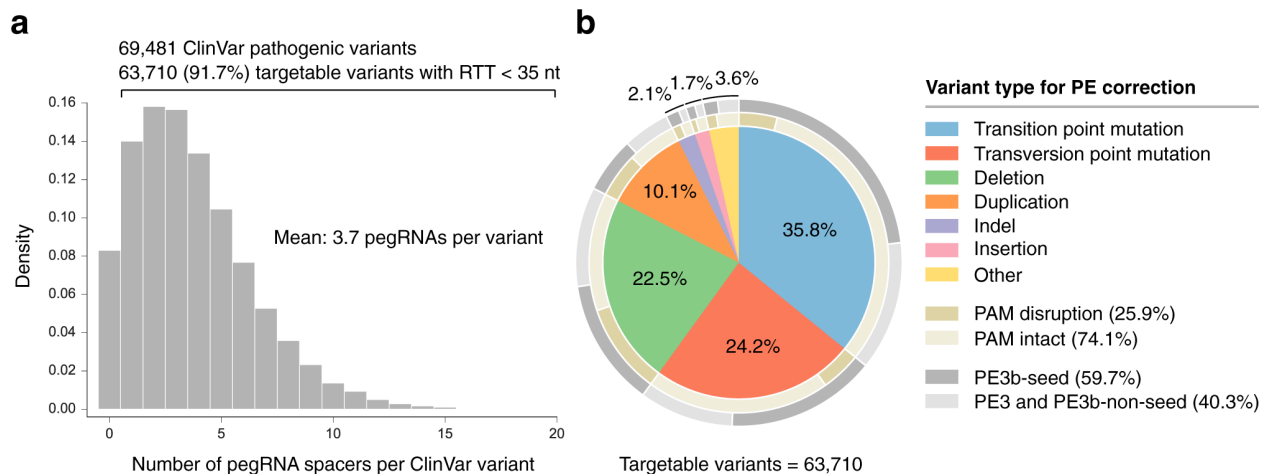 a
69,481 ClinVar pathogenic variants
63,710 (91.7%) targetable variants with RTT < 35 nt
0.16
0.14
0.12
0.10
0.08
0.06
0.04
0.02
0.00
Density
Mean: 3.7 pegRNAs per variant
0 5 10 15 20
Number of pegRNA spacers per ClinVar variant
b
2.1% 1.7% 3.6%
10.1%
35.8%
22.5%
24.2%
Targetable variants = 63,710
Variant type for PE correction
Transition point mutation
Transversion point mutation
Deletion
Duplication
Indel
Insertion
Other
PAM disruption (25.9%)
PAM intact (74.1%)
PE3b-seed (59.7%)
PE3 and PE3b-non-seed (40.3%)